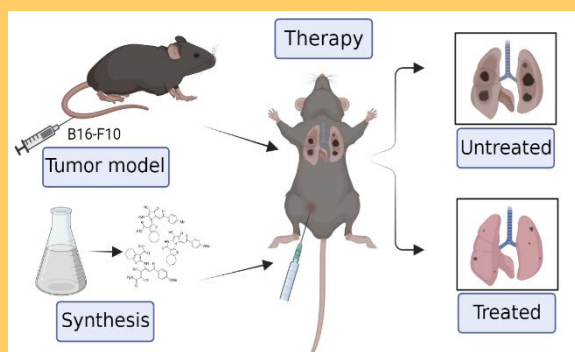 Therapy
B16-F10
Tumor model
Untreated
Synthesis
Treated